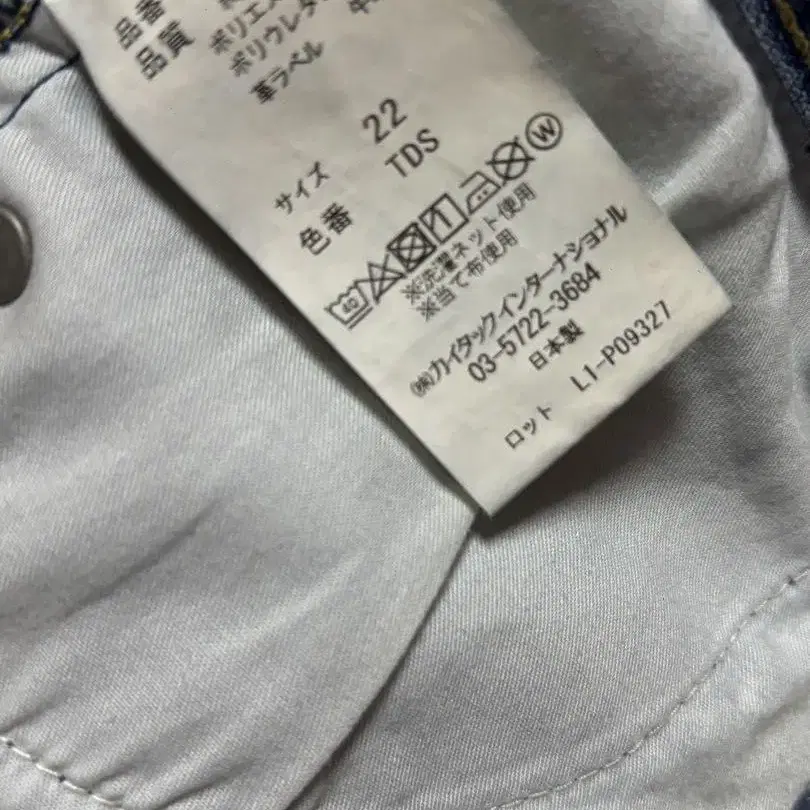 品番
品質
ポリエス
ポリウレタ
革ラベル
サイズ 22
色番 TDS
40
W
※洗濯ネット使用
※当て布使用
㈱カイタックインターナショナル
03-5722-3684
日本製
ロット L1-P09327